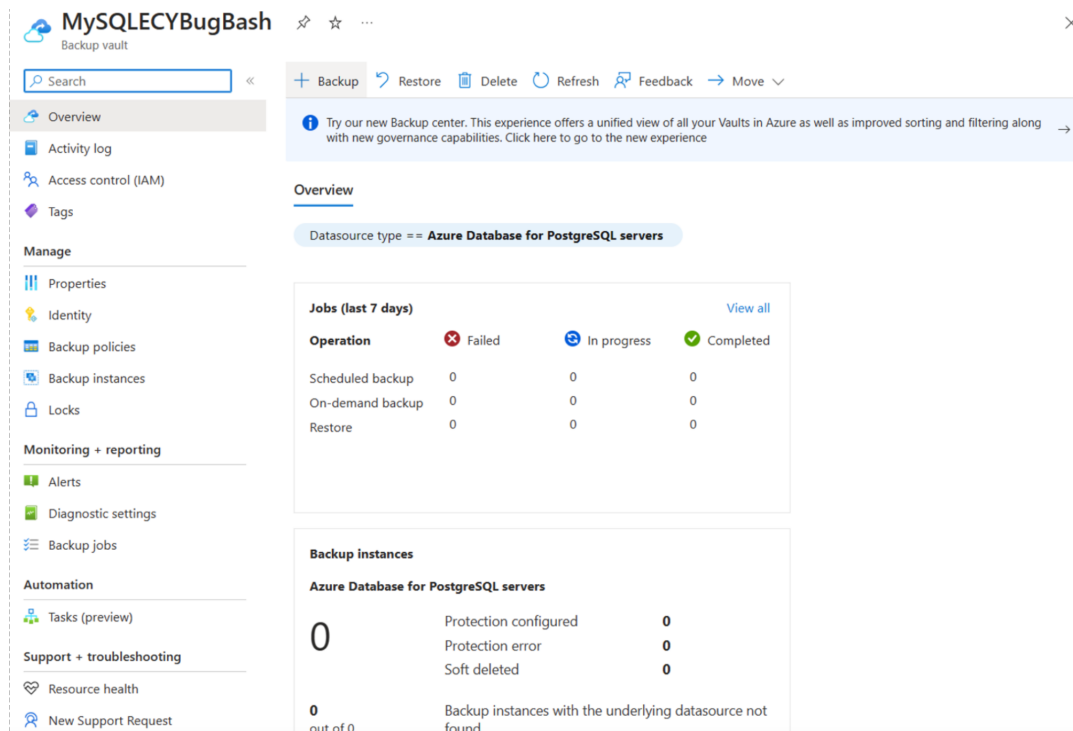 MySQLECYBugBash
Backup vault
Search
Overview
Activity log
Access control (IAM)
Tags
Manage
Properties
Identity
Backup policies
Backup instances
Locks
Monitoring + reporting
Alerts
Diagnostic settings
Backup jobs
Automation
Tasks (preview)
Support + troubleshooting
Resource health
New Support Request
Backup Restore Delete Refresh Feedback Move
Try our new Backup center. This experience offers a unified view of all your Vaults in Azure as well as improved sorting and filtering along
with new governance capabilities. Click here to go to the new experience
Overview
Datasource type == Azure Database for PostgreSQL servers
Jobs (last 7 days) View all
Operation Failed In progress Completed
Scheduled backup 0 0 0
On-demand backup 0 0 0
Restore 0 0 0
Backup instances
Azure Database for PostgreSQL servers
0
Protection configured 0
Protection error 0
Soft deleted 0
0 Backup instances with the underlying datasource not
out of 0 found